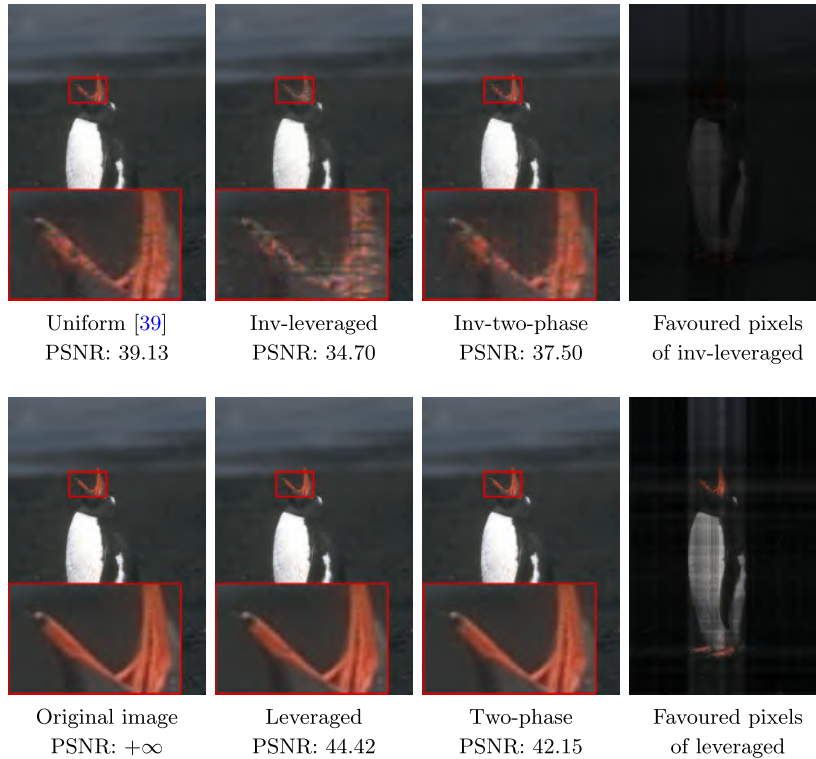 Uniform [39]
PSNR: 39.13
Inv-leveraged
PSNR: 34.70
Inv-two-phase
PSNR: 37.50
Favoured pixels
of inv-leveraged
Original image
PSNR: +∞
Leveraged
PSNR: 44.42
Two-phase
PSNR: 42.15
Favoured pixels
of leveraged